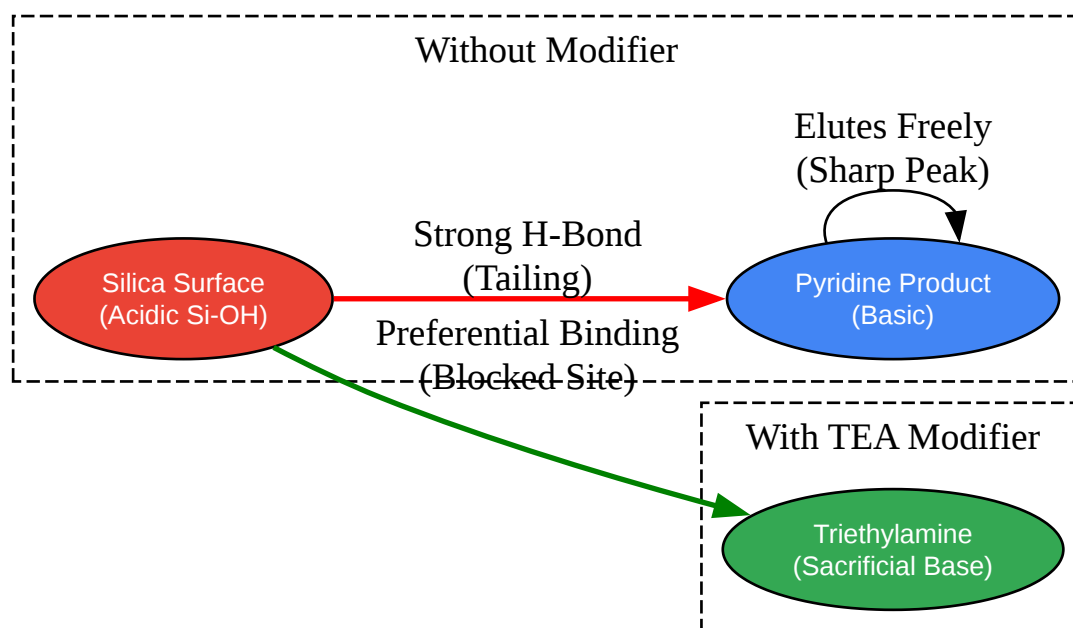 Without Modifier
Elutes Freely
(Sharp Peak)
Strong H-Bond
(Tailing)
Silica Surface
(Acidic Si-OH)
Pyridine Product
(Basic)
Preferential Binding
(Blocked Site)
With TEA Modifier
Triethylamine
(Sacrificial Base)